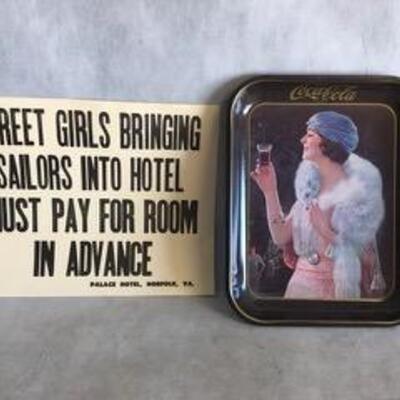 REET GIRLS BRINGING
SAILORS INTO HOTEL
UST PAY FOR ROOM
IN ADVANCE
PALACE HOTEL, NORFOLK, VA.
Coca-Cola